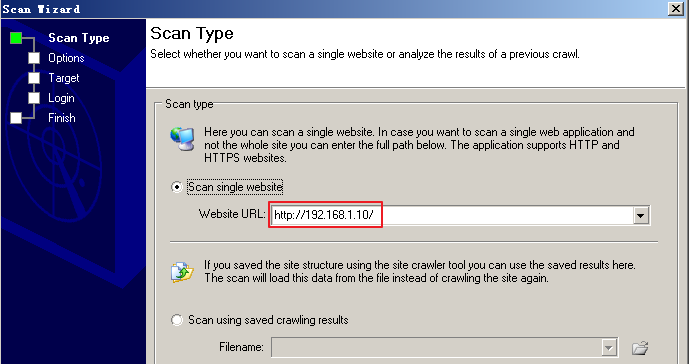 Scan Wizard
Scan Type
Options
Target
Login
Finish
Scan Type
Select whether you want to scan a single website or analyze the results of a previous crawl.
Scan type
Here you can scan a single website. In case you want to scan a single web application and
not the whole site you can enter the full path below. The application supports HTTP and
HTTPS websites.
Scan single website
Website URL: http://192.168.1.10/
If you saved the site structure using the site crawler tool you can use the saved results here.
The scan will load this data from the file instead of crawling the site again.
Scan using saved crawling results
Filename: